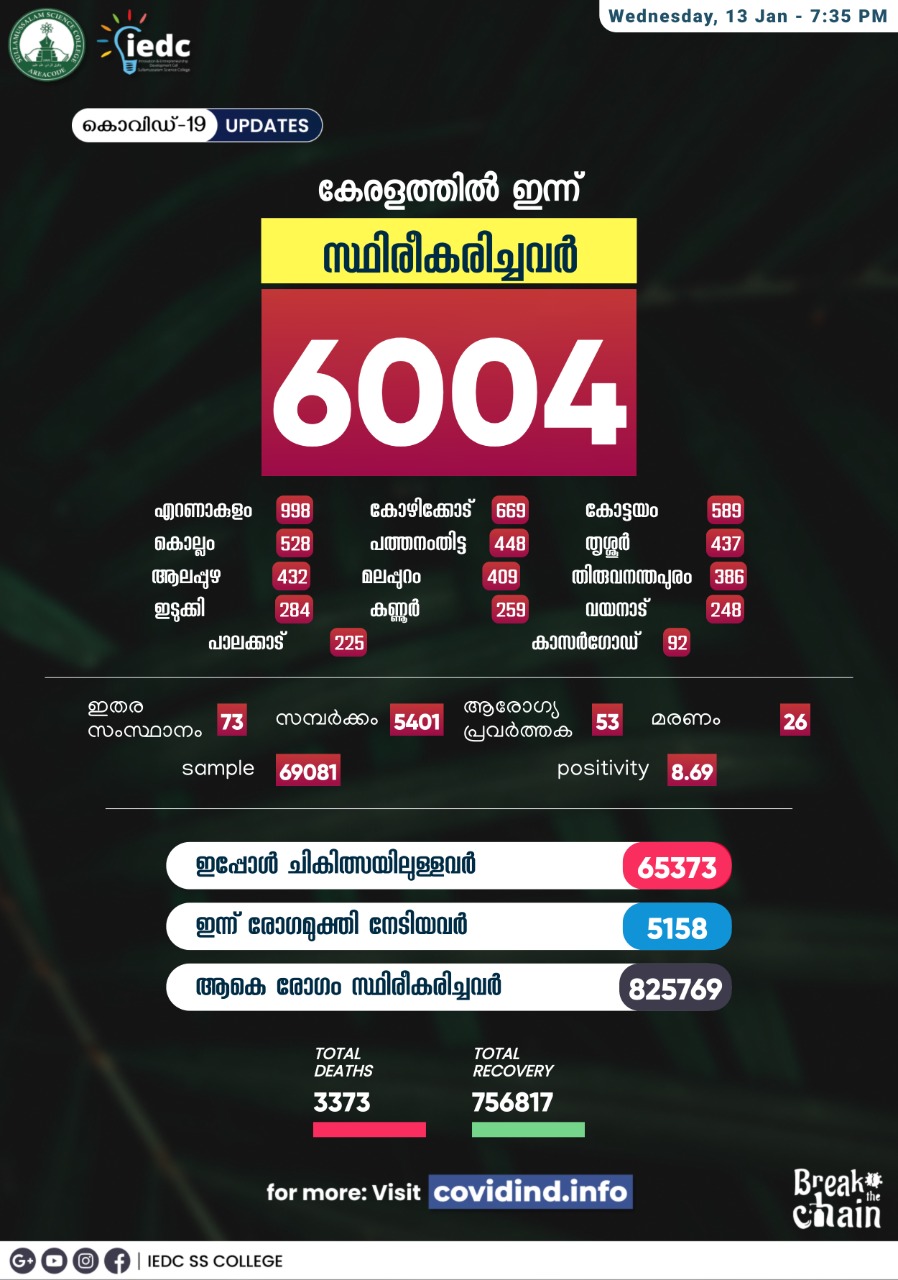 Wednesday, 13 Jan - 7:35 PM
SULLAMUSSALAM SCIENCE COLLEGE
AREACODE
iedc
കൊവിഡ്-19 UPDATES
കേരളത്തിൽ ഇന്ന്
സ്ഥിരീകരിച്ചവർ
6004
എറണാകുളം 998 കോഴിക്കോട് 669 കോട്ടയം 589
കൊല്ലം 528 പത്തനംതിട്ട 448 തൃശ്ശൂർ 437
ആലപ്പുഴ 432 മലപ്പുറം 409 തിരുവനന്തപുരം 386
ഇടുക്കി 284 കണ്ണൂർ 259 വയനാട് 248
പാലക്കാട് 225 കാസർഗോഡ് 92
ഇതര സംസ്ഥാനം 73 സമ്പർക്കം 5401 ആരോഗ്യ പ്രവർത്തക 53 മരണം 26
sample 69081 positivity 8.69
ഇപ്പോൾ ചികിത്സയിലുള്ളവർ 65373
ഇന്ന് രോഗമുക്തി നേടിയവർ 5158
ആകെ രോഗം സ്ഥിരീകരിച്ചവർ 825769
TOTAL DEATHS
3373
TOTAL RECOVERY
756817
for more: Visit covidind.info
Break the chain
IEDC SS COLLEGE